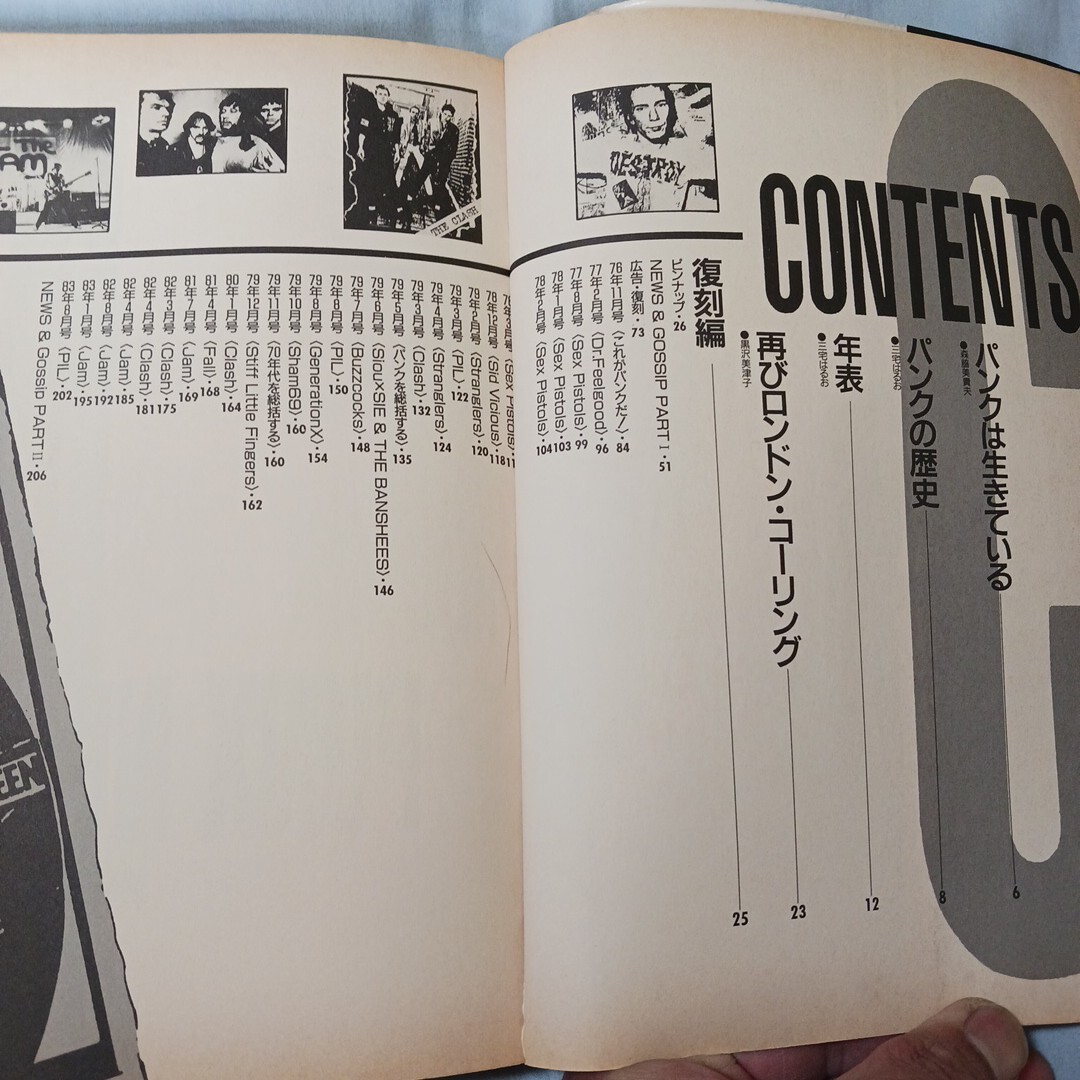 CONTENTS
パンクは生きている 6
●森脇美貴夫
パンクの歴史 8
●三宅はるお
年表 12
●三宅はるお
再びロンドン・コーリング 23
●黒沢美津子
復刻編 25
ピンナップ・26
NEWS & GOSSIP PART I・51
広告・復刻・73
76年11月号〈これがパンクだ！〉・84
77年2月号〈Dr.Feelgood〉・96
77年8月号〈Sex Pistols〉・99
78年1月号〈Sex Pistols〉・103
78年2月号〈Sex Pistols〉・104
年3月号〈Sex Pistols〉・11
78年12月号〈Sid Vicious〉・118
79年2月号〈Stranglers〉・120
79年3月号〈PIL〉・122
79年4月号〈Stranglers〉・124
〈Clash〉・132
79年5月号〈パンクを総括する〉・135
79年6月号〈Siouxsie & THE BANSHEES〉・146
79年7月号〈Buzzcocks〉・148
79年8月号〈PIL〉・150
79年8月号〈GenerationX〉・154
79年10月号〈Sham69〉・160
79年11月号〈70年代を総括する〉・160
79年12月号〈Stiff Little Fingers〉・162
80年1月号〈Clash〉・164
81年4月号〈Fall〉・168
81年7月号〈Jam〉・169
82年3月号〈Clash〉・175
82年4月号〈Clash〉・181
82年4月号〈Jam〉・185
82年8月号〈Jam〉・192
83年1月号〈Jam〉・195
83年8月号〈PIL〉・202
NEWS & GOSSIP PART II・206
DESTROY
THE CLASH
the
AM
EEN